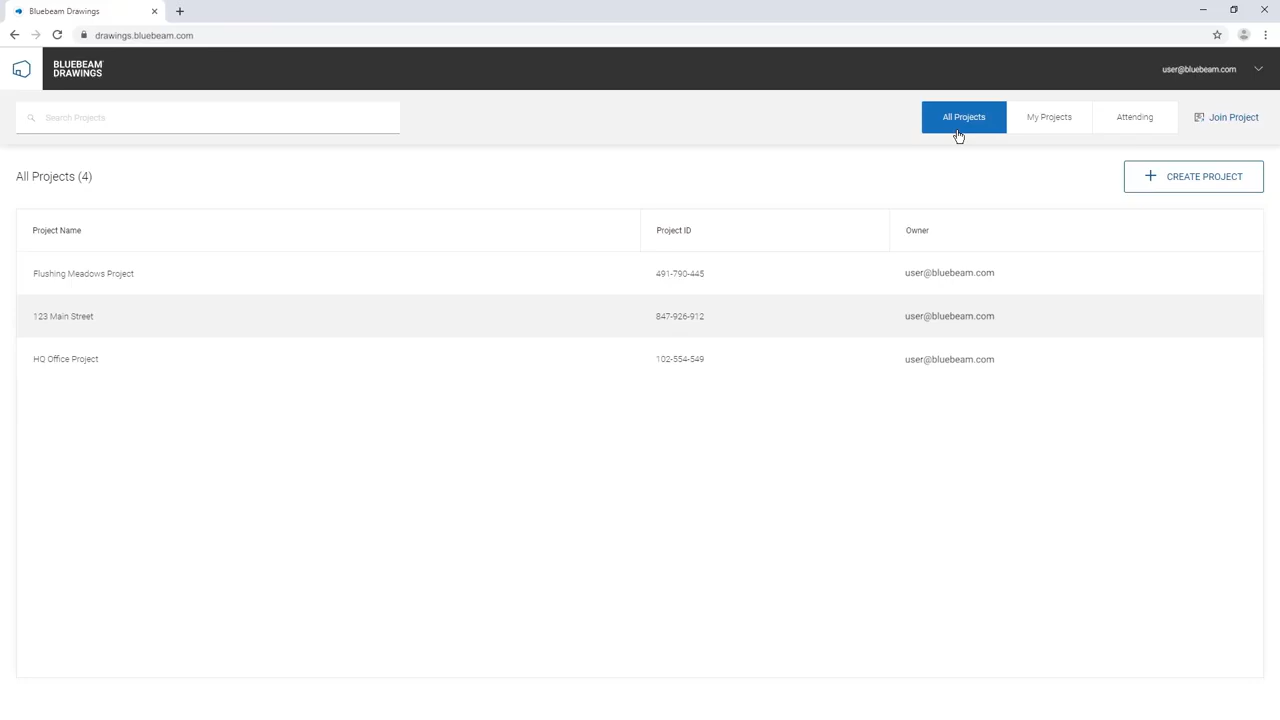 Bluebeam Drawings
drawings.bluebeam.com
BLUEBEAM
DRAWINGS
user@bluebeam.com
Search Projects
All Projects
My Projects
Attending
Join Project
All Projects (4)
CREATE PROJECT
Project Name Project ID Owner
Flushing Meadows Project 491-790-445 user@bluebeam.com
123 Main Street 847-926-912 user@bluebeam.com
HQ Office Project 102-554-549 user@bluebeam.com